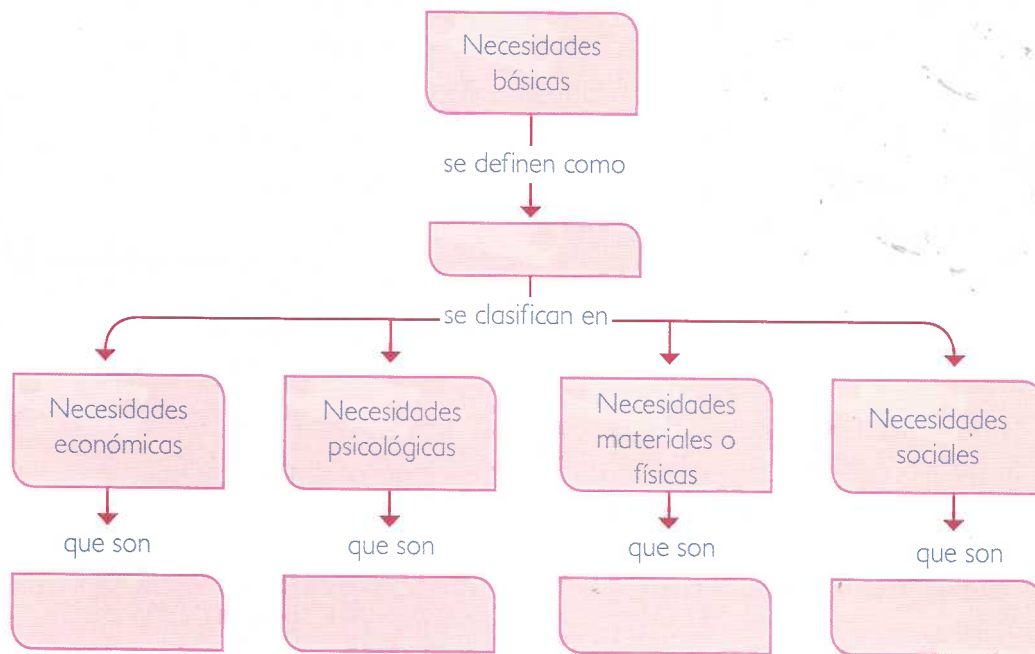 Necesidades
básicas
se definen como
se clasifican en
Necesidades
económicas
Necesidades
psicológicas
Necesidades
materiales o
físicas
Necesidades
sociales
que son
que son
que son
que son